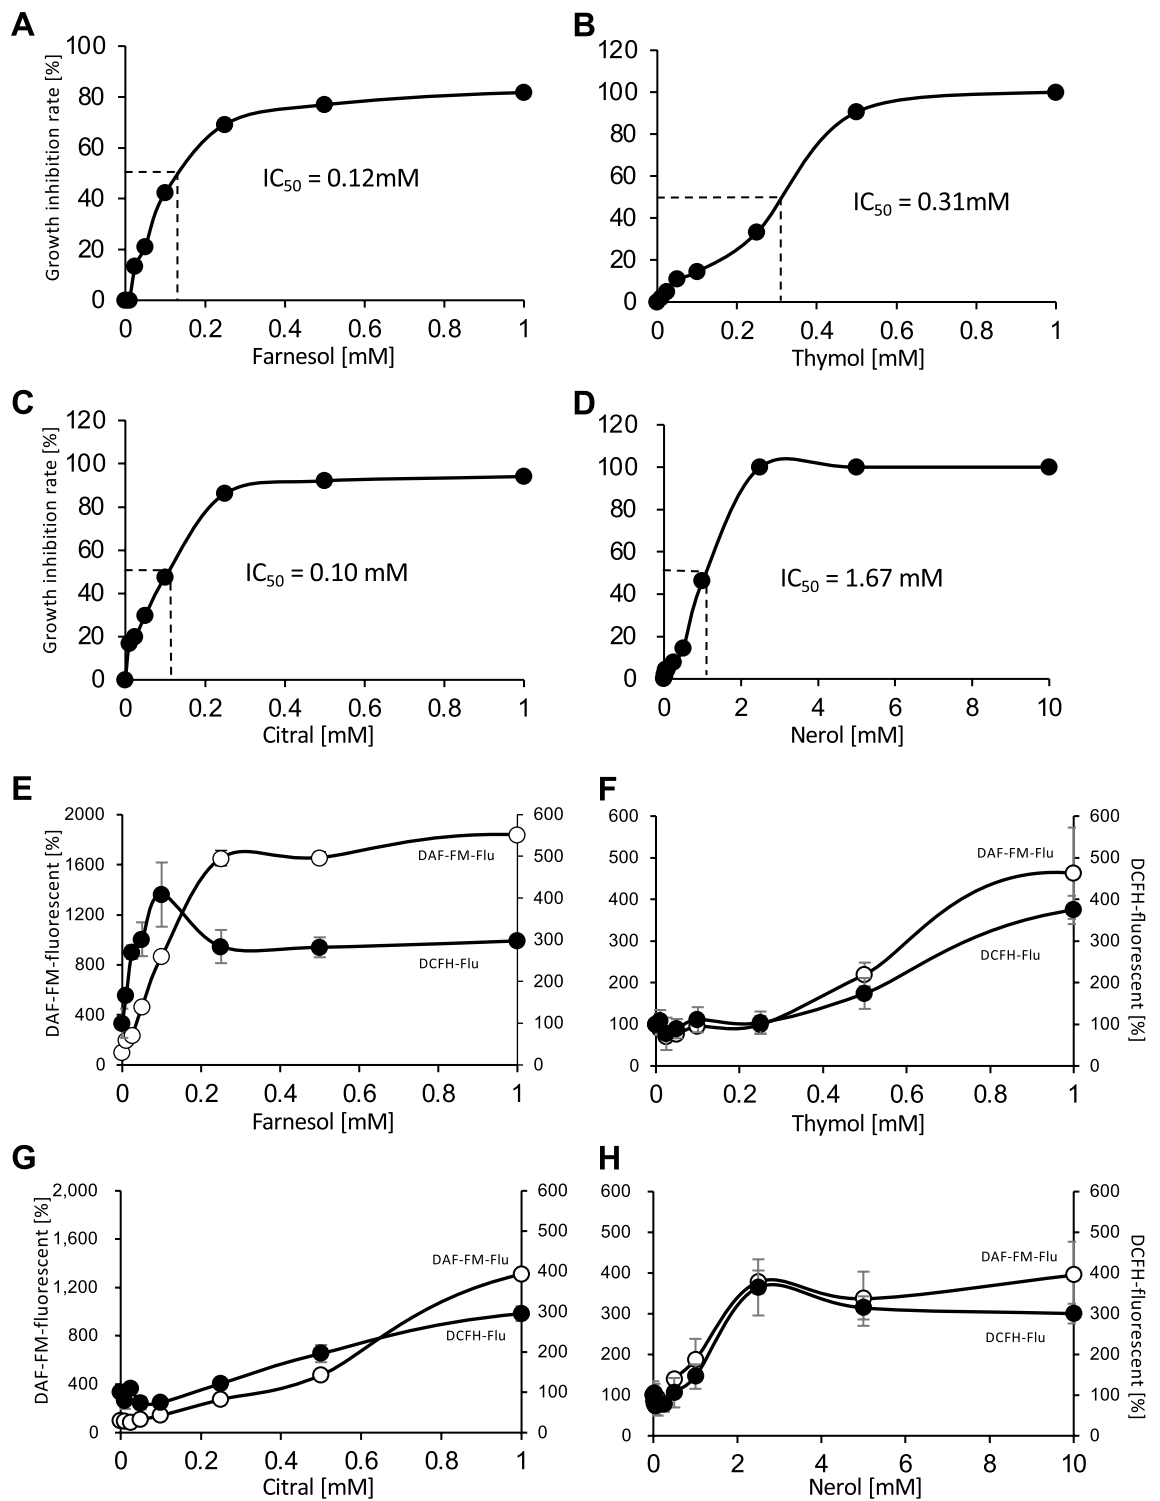 A
Growth inhibition rate [%]
100
80
60
40
20
0
IC50 = 0.12mM
0 0.2 0.4 0.6 0.8 1
Farnesol [mM]
B
120
100
80
60
40
20
0
IC50 = 0.31mM
0 0.2 0.4 0.6 0.8 1
Thymol [mM]
C
Growth inhibition rate [%]
120
100
80
60
40
20
0
IC50 = 0.10 mM
0 0.2 0.4 0.6 0.8 1
Citral [mM]
D
120
100
80
60
40
20
0
IC50 = 1.67 mM
0 2 4 6 8 10
Nerol [mM]
E
DAF-FM-fluorescent [%]
2000
1600
1200
800
400
0
DAF-FM-Flu
DCFH-Flu
600
500
400
300
200
100
0
0 0.2 0.4 0.6 0.8 1
Farnesol [mM]
F
600
500
400
300
200
100
0
DAF-FM-Flu
DCFH-Flu
600
500
400
300
200
100
0
DCFH-fluorescent [%]
0 0.2 0.4 0.6 0.8 1
Thymol [mM]
G
DAF-FM-fluorescent [%]
2,000
1,600
1,200
800
400
0
DAF-FM-Flu
DCFH-Flu
600
500
400
300
200
100
0
0 0.2 0.4 0.6 0.8 1
Citral [mM]
H
600
500
400
300
200
100
0
DAF-FM-Flu
DCFH-Flu
600
500
400
300
200
100
0
DCFH-fluorescent [%]
0 2 4 6 8 10
Nerol [mM]